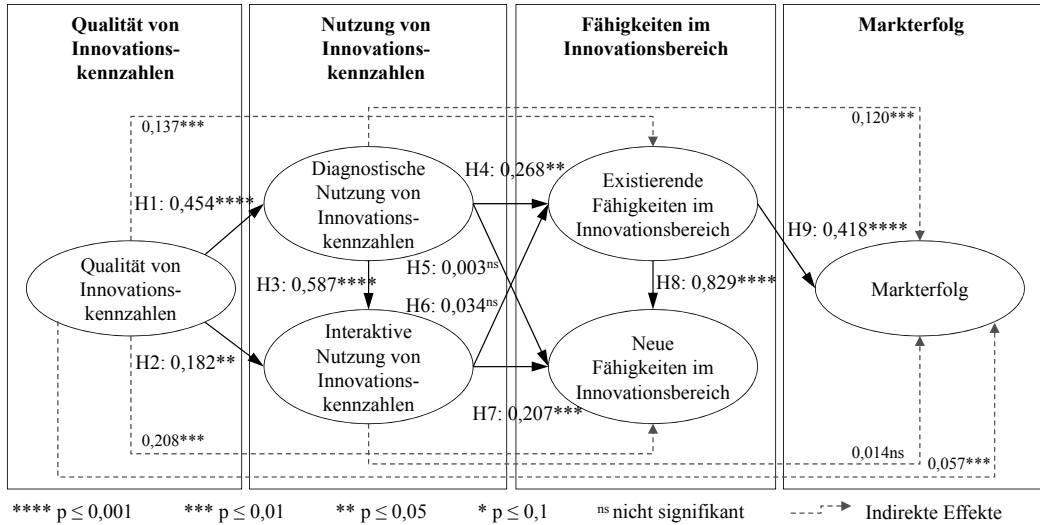 Qualität von
Innovations-
kennzahlen
Nutzung von
Innovations-
kennzahlen
Fähigkeiten im
Innovationsbereich
Markterfolg
0,137***
0,120***
H1: 0,454****
Diagnostische
Nutzung von
Innovations-
kennzahlen
H4: 0,268**
Existierende
Fähigkeiten im
Innovationsbereich
H9: 0,418****
Qualität von
Innovations-
kennzahlen
H3: 0,587****
H5: 0,003ns
H6: 0,034ns
H8: 0,829****
Markterfolg
H2: 0,182**
Interaktive
Nutzung von
Innovations-
kennzahlen
H7: 0,207***
Neue
Fähigkeiten im
Innovationsbereich
0,208***
0,014ns
0,057***
**** p ≤ 0,001 *** p ≤ 0,01 ** p ≤ 0,05 * p ≤ 0,1 ns nicht signifikant Indirekte Effekte